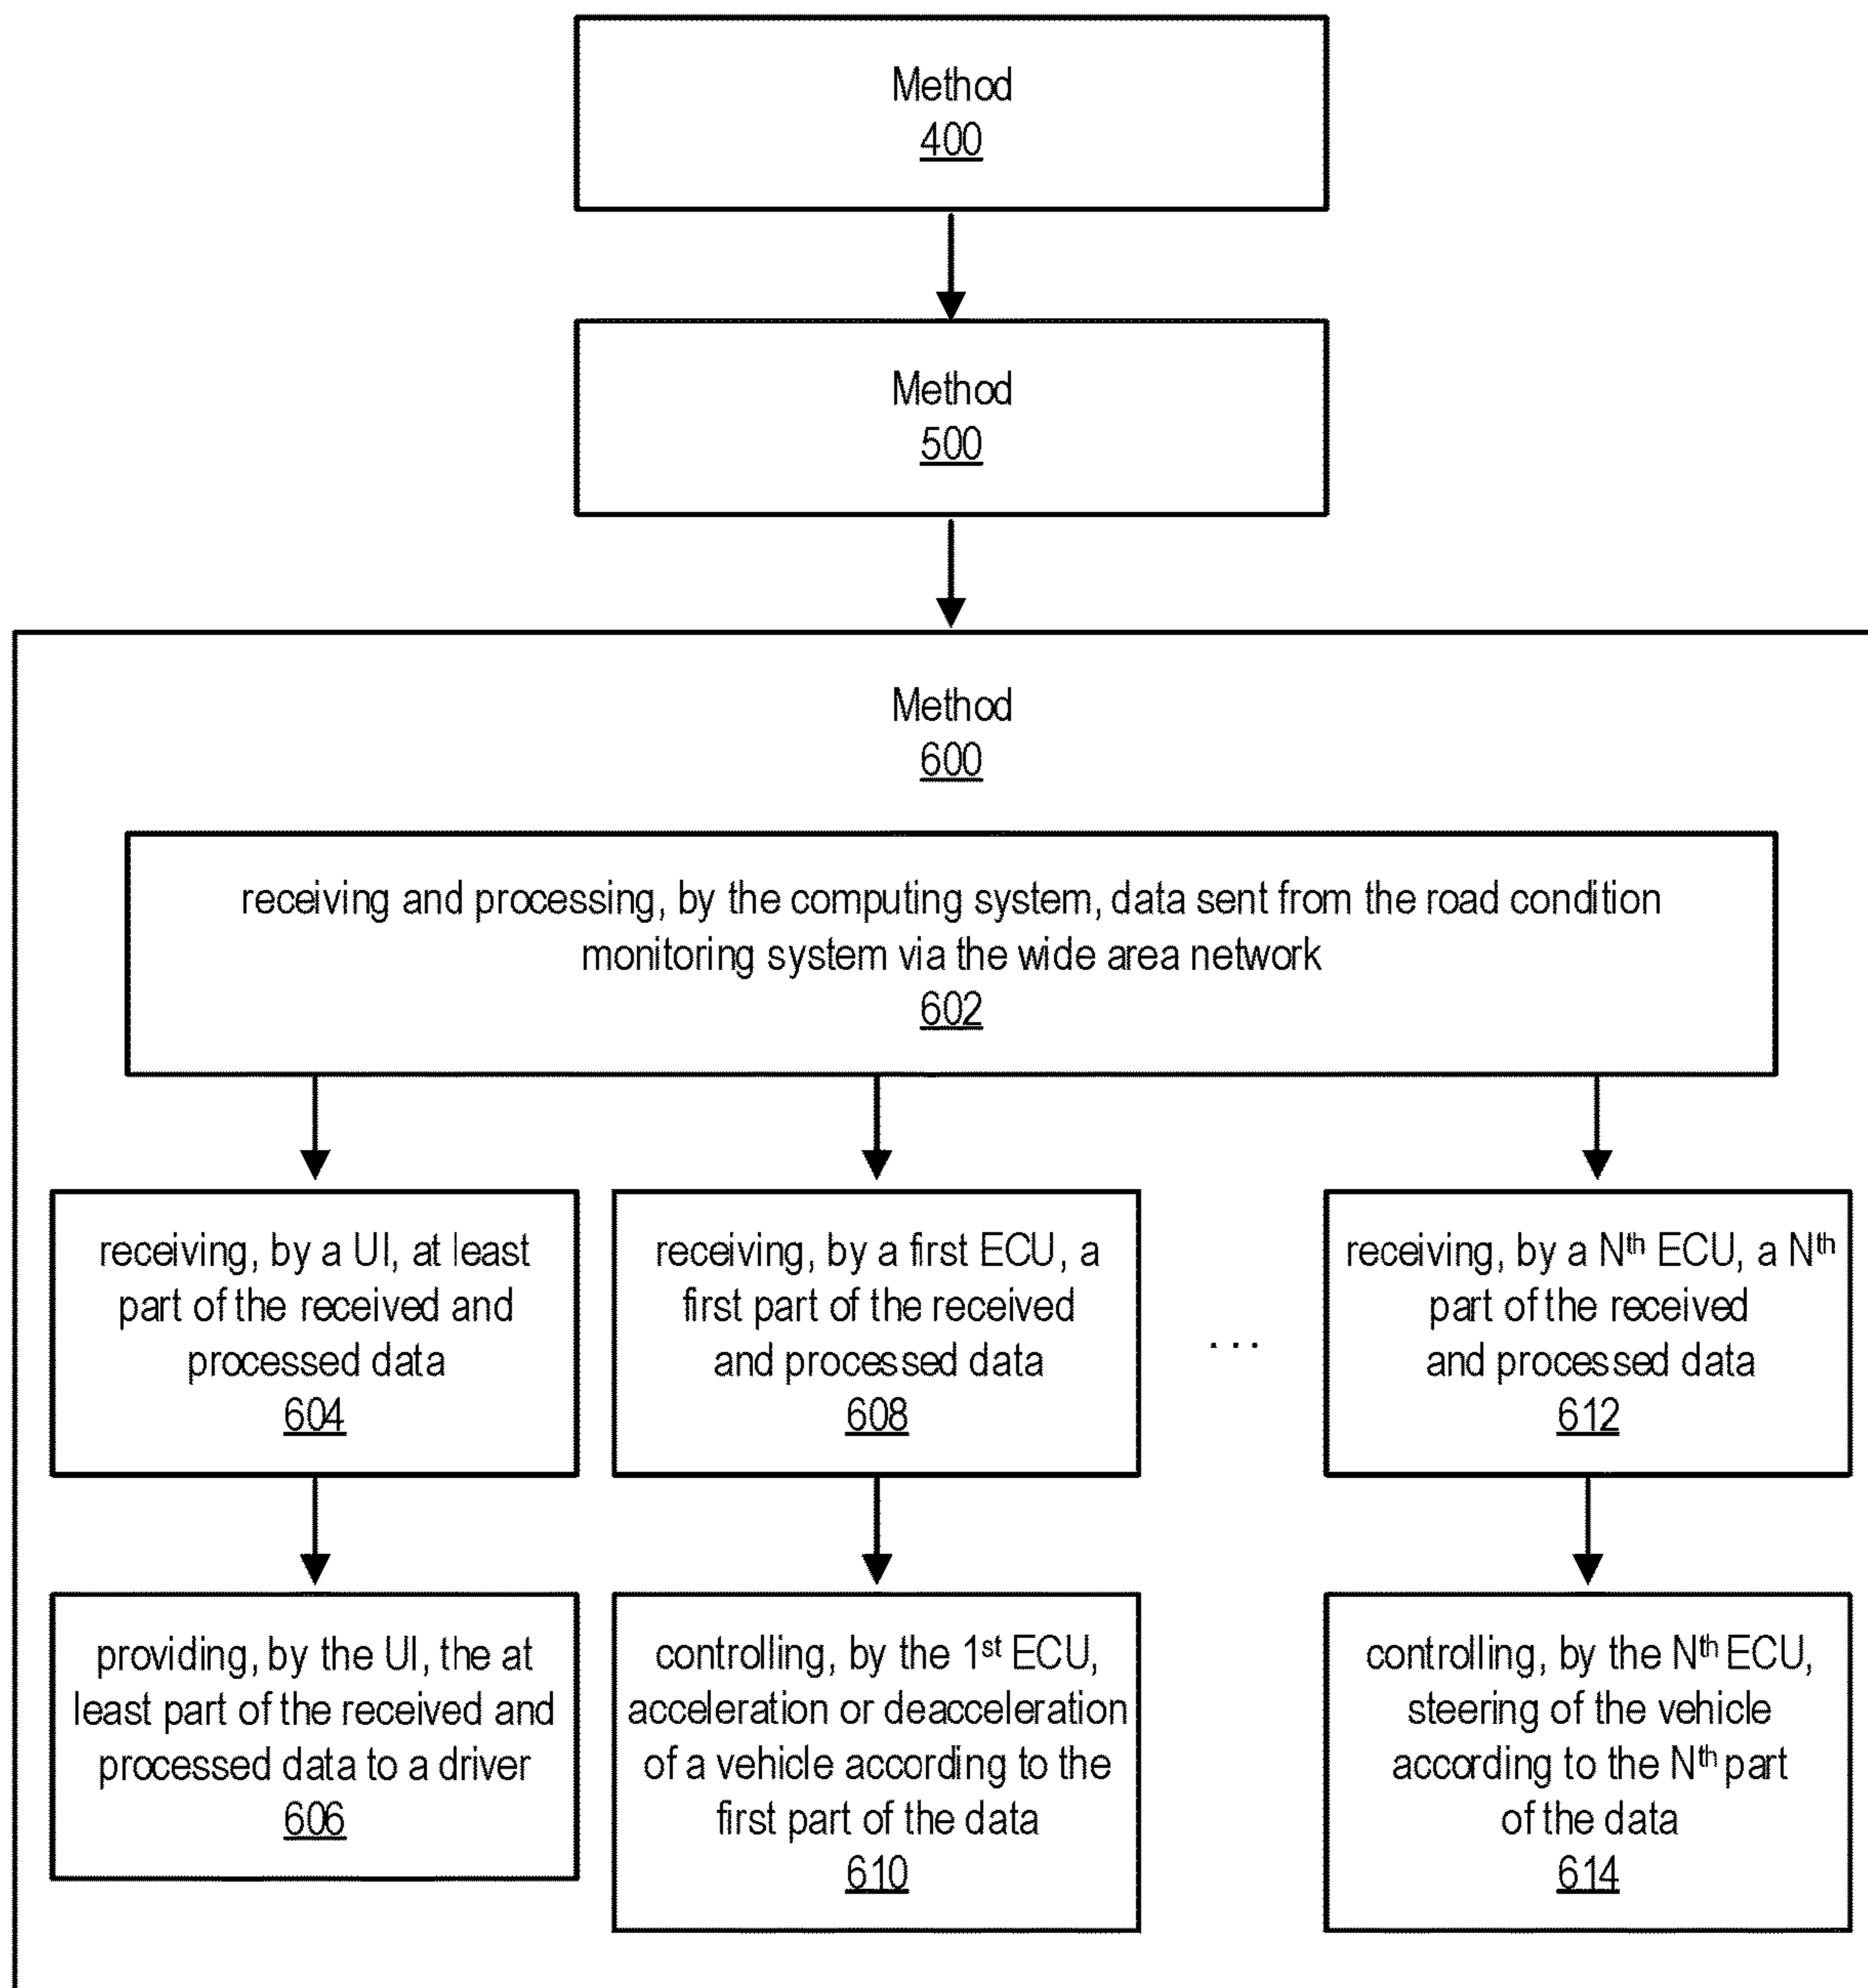 Method
400
Method
500
Method
600
receiving and processing, by the computing system, data sent from the road condition
monitoring system via the wide area network
602
receiving, by a UI, at least
part of the received and
processed data
604
receiving, by a first ECU, a
first part of the received
and processed data
608
. . .
receiving, by a Nth ECU, a Nth
part of the received
and processed data
612
providing, by the UI, the at
least part of the received and
processed data to a driver
606
controlling, by the 1st ECU,
acceleration or deacceleration
of a vehicle according to the
first part of the data
610
controlling, by the Nth ECU,
steering of the vehicle
according to the Nth part
of the data
614